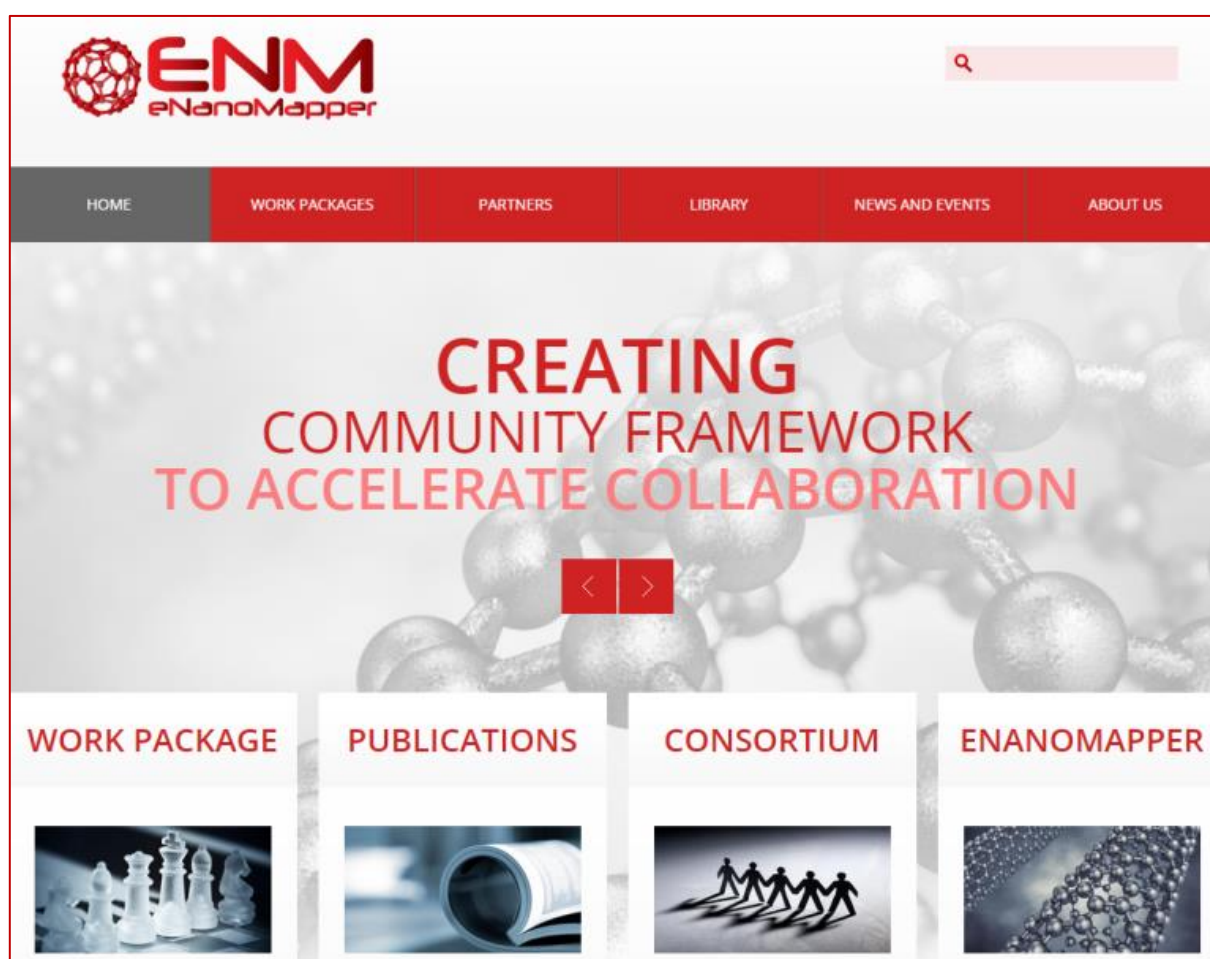 ENM
eNanoMapper
HOME
WORK PACKAGES
PARTNERS
LIBRARY
NEWS AND EVENTS
ABOUT US
CREATING
COMMUNITY FRAMEWORK
TO ACCELERATE COLLABORATION
WORK PACKAGE
PUBLICATIONS
CONSORTIUM
ENANOMAPPER